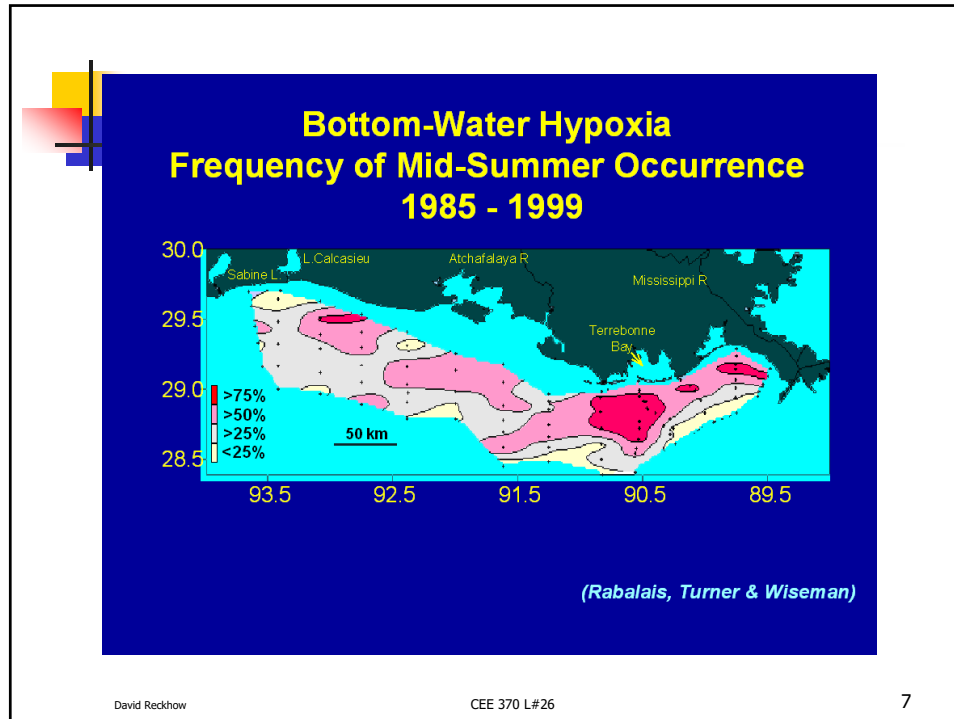 Bottom-Water Hypoxia
Frequency of Mid-Summer Occurrence
1985 - 1999
30.0
L.Calcasieu
Atchafalaya R
Sabine L.
Mississippi R
29.5
Terrebonne
Bay
29.0
>75%
>50%
>25%
<25%
50 km
28.5
93.5 92.5 91.5 90.5 89.5
(Rabalais, Turner & Wiseman)
David Reckhow CEE 370 L#26 7